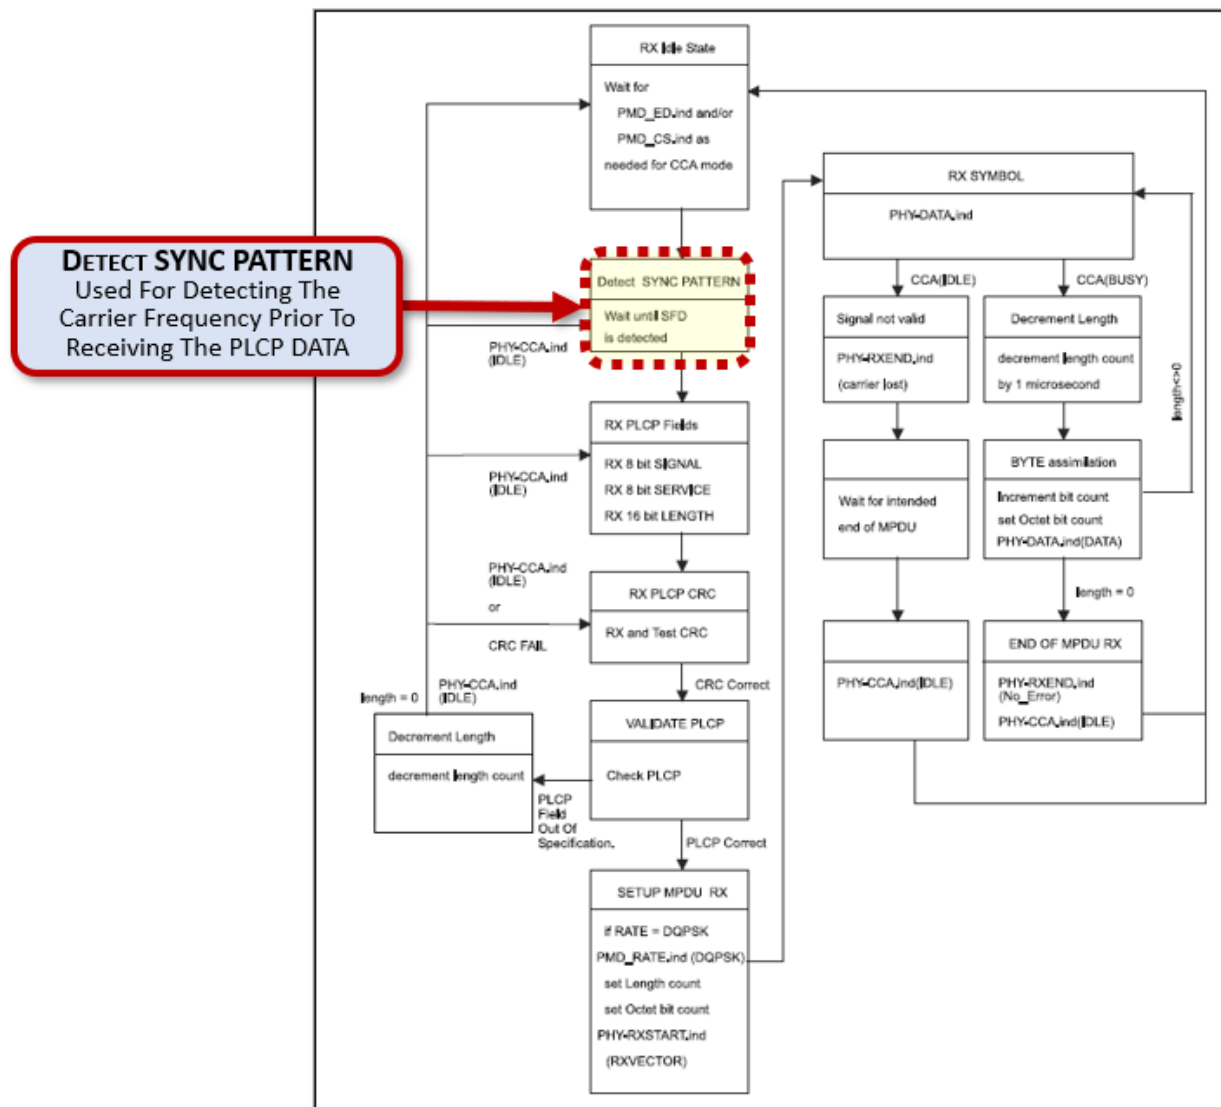 RX Idle State
Wait for
PMD_ED.ind and/or
PMD_CS.ind as
needed for CCA mode
DETECT SYNC PATTERN
Used For Detecting The
Carrier Frequency Prior To
Receiving The PLCP DATA
Detect SYNC PATTERN
Wait until SFD
is detected
PHY-CCA.ind
(IDLE)
RX PLCP Fields
RX 8 bit SIGNAL
RX 8 bit SERVICE
RX 16 bit LENGTH
PHY-CCA.ind
(IDLE)
PHY-CCA.ind
(IDLE)
or
CRC FAIL
RX PLCP CRC
RX and Test CRC
CRC Correct
length = 0
PHY-CCA.ind
(IDLE)
Decrement Length
decrement length count
VALIDATE PLCP
Check PLCP
PLCP
Field
Out Of
Specification.
PLCP Correct
SETUP MPDU RX
if RATE = DQPSK
PMD_RATE.ind (DQPSK)
set Length count
set Octet bit count
PHY-RXSTART.ind
(RXVECTOR)
RX SYMBOL
PHY-DATA.ind
CCA(IDLE)
CCA(BUSY)
Signal not valid
PHY-RXEND.ind
(carrier lost)
Decrement Length
decrement length count
by 1 microsecond
length<>0
Wait for intended
end of MPDU
BYTE assimilation
Increment bit count
set Octet bit count
PHY-DATA.ind(DATA)
length = 0
PHY-CCA.ind(IDLE)
END OF MPDU RX
PHY-RXEND.ind
(No_Error)
PHY-CCA.ind(IDLE)